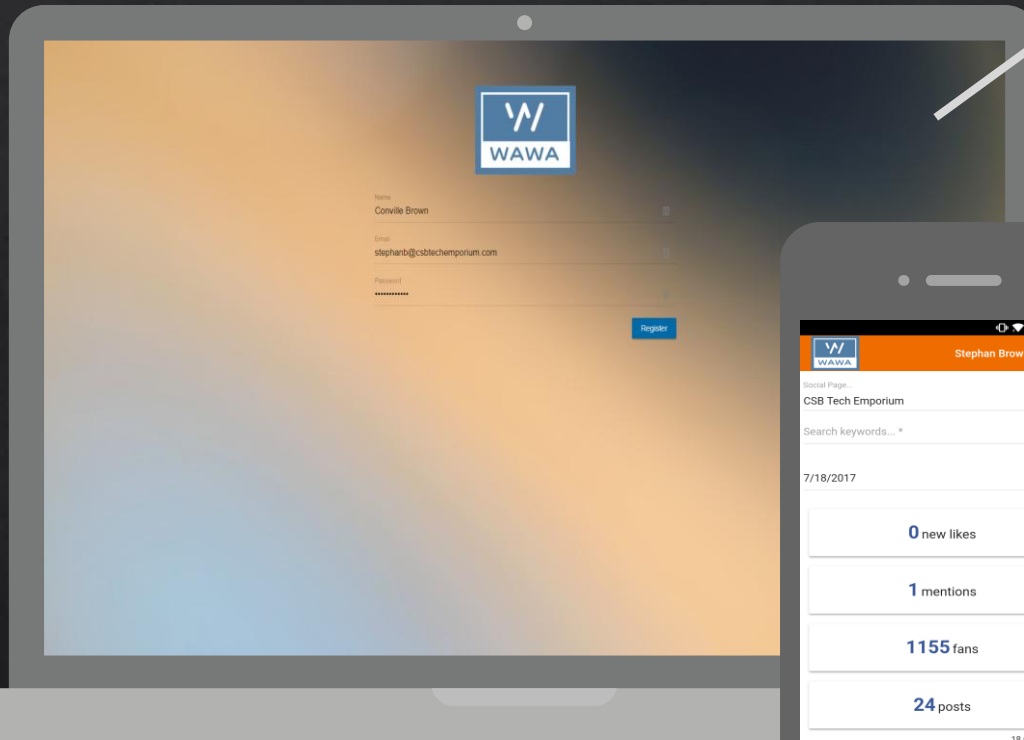 WAWA
Name
Conville Brown
Email
stephanb@csbtechemporium.com
Password
••••••••••••
Register
WAWA
Stephan Brow
Social Page...
CSB Tech Emporium
Search keywords... *
7/18/2017
0 new likes
1 mentions
1155 fans
24 posts
18